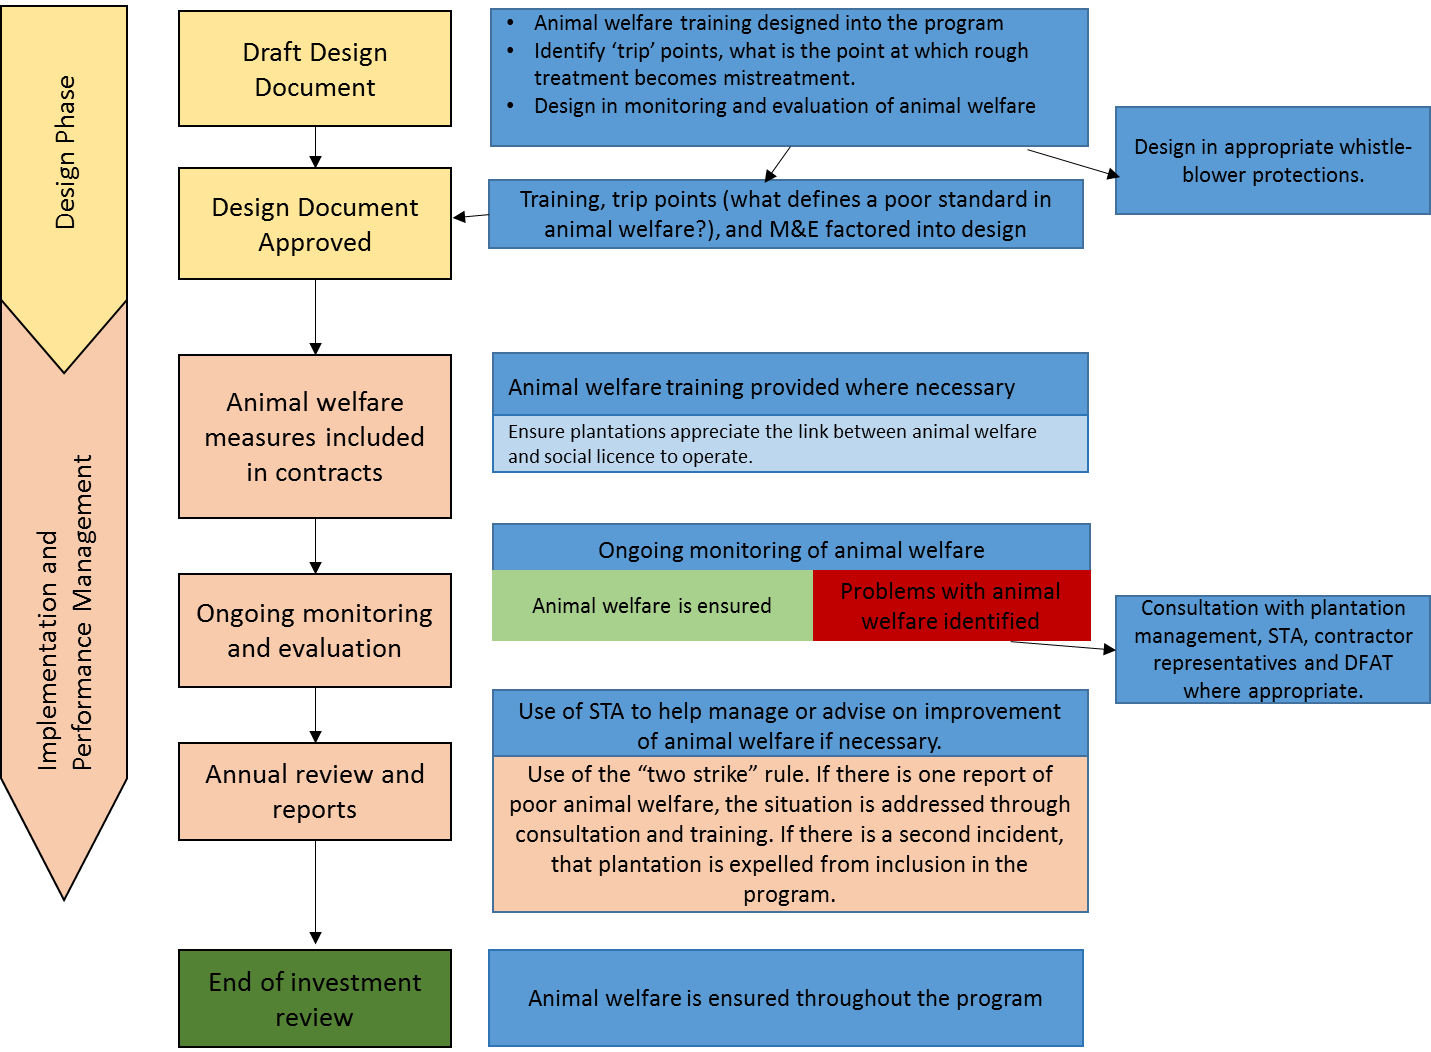 Design Phase
Implementation and
Performance Management
Draft Design
Document
• Animal welfare training designed into the program
• Identify ‘trip’ points, what is the point at which rough
treatment becomes mistreatment.
• Design in monitoring and evaluation of animal welfare
Design in appropriate whistle-
blower protections.
Design Document
Approved
Training, trip points (what defines a poor standard in
animal welfare?), and M&E factored into design
Animal welfare
measures included
in contracts
Animal welfare training provided where necessary
Ensure plantations appreciate the link between animal welfare
and social licence to operate.
Ongoing monitoring
and evaluation
Ongoing monitoring of animal welfare
Animal welfare is ensured
Problems with animal
welfare identified
Consultation with plantation
management, STA, contractor
representatives and DFAT
where appropriate.
Annual review and
reports
Use of STA to help manage or advise on improvement
of animal welfare if necessary.
Use of the “two strike” rule. If there is one report of
poor animal welfare, the situation is addressed through
consultation and training. If there is a second incident,
that plantation is expelled from inclusion in the
program.
End of investment
review
Animal welfare is ensured throughout the program